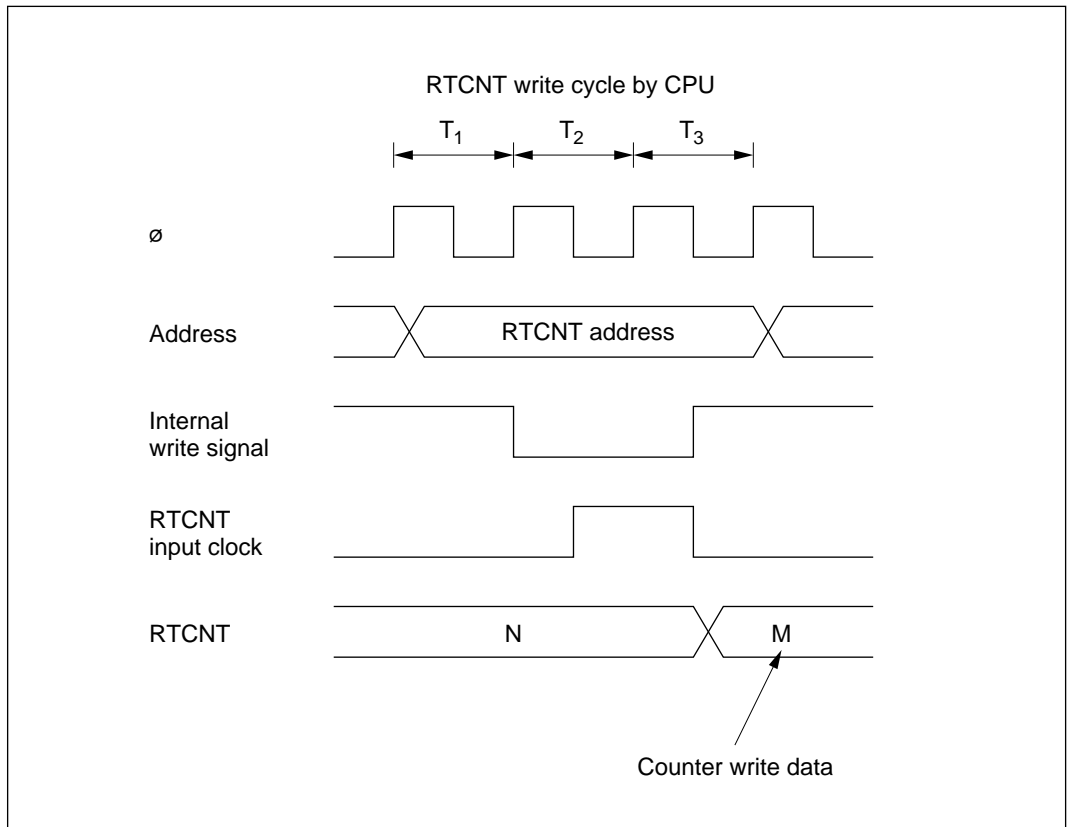 RTCNT write cycle by CPU
T1 T2 T3
ø
Address RTCNT address
Internal
write signal
RTCNT
input clock
RTCNT N M
Counter write data